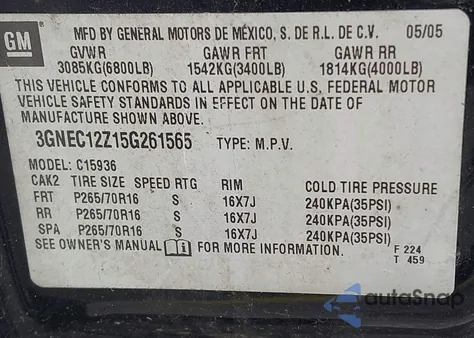 GM
MFD BY GENERAL MOTORS DE MEXICO, S. DE R.L. DE C.V. 05/05
GVWR GAWR FRT GAWR RR
3085KG(6800LB) 1542KG(3400LB) 1814KG(4000LB)
THIS VEHICLE CONFORMS TO ALL APPLICABLE U.S. FEDERAL MOTOR
VEHICLE SAFETY STANDARDS IN EFFECT ON THE DATE OF
MANUFACTURE SHOWN ABOVE.
3GNEC12Z15G261565 TYPE: M.P.V.
MODEL: C15936
CAK2 TIRE SIZE SPEED RTG RIM COLD TIRE PRESSURE
FRT P265/70R16 S 16X7J 240KPA(35PSI)
RR P265/70R16 S 16X7J 240KPA(35PSI)
SPA P265/70R16 S 16X7J 240KPA(35PSI)
SEE OWNER'S MANUAL FOR MORE INFORMATION.
F 224
T 459
autoSnap